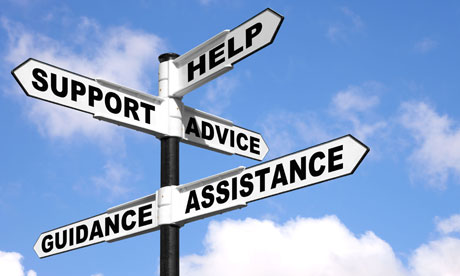 HELP
SUPPORT
ADVICE
ASSISTANCE
GUIDANCE